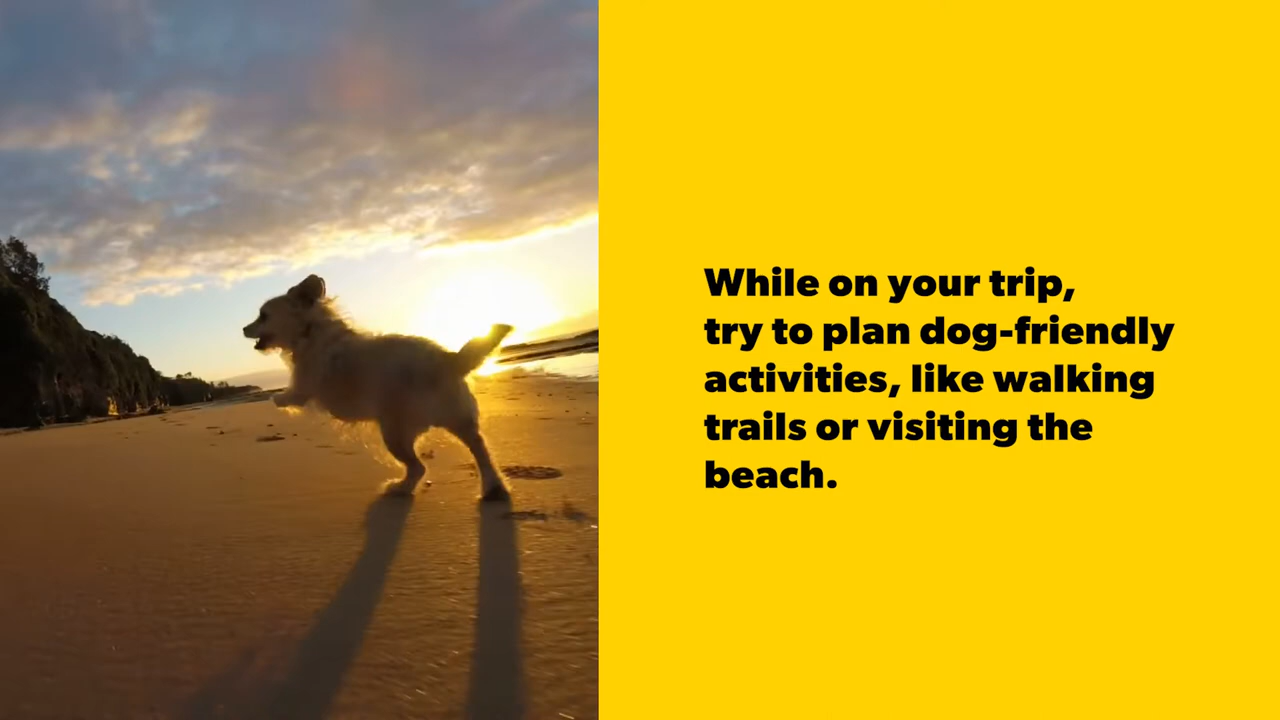 While on your trip,
try to plan dog-friendly
activities, like walking
trails or visiting the
beach.